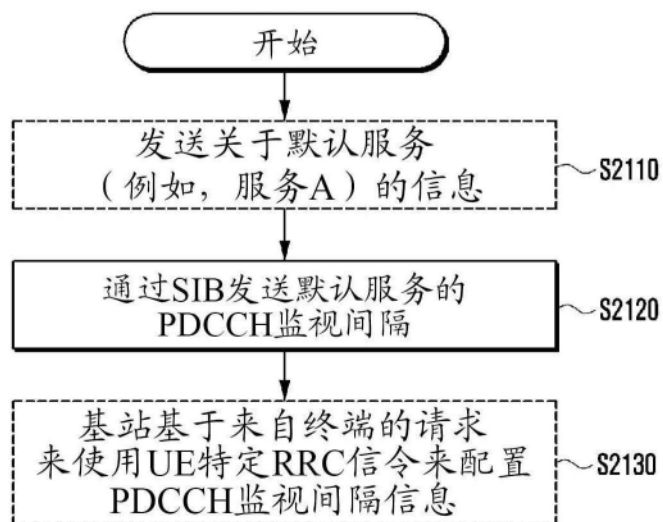 开始
发送关于默认服务
（例如，服务A）的信息
S2110
通过SIB发送默认服务的
PDCCH监视间隔
S2120
基站基于来自终端的请求
来使用UE特定RRC信令来配置
PDCCH监视间隔信息
S2130